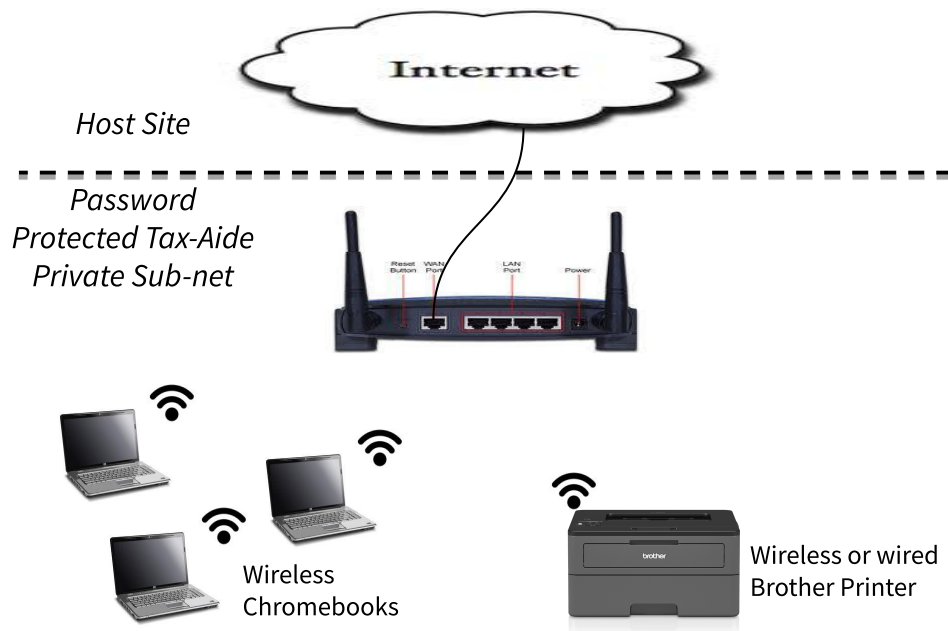 Internet
Host Site
Password
Protected Tax-Aide
Private Sub-net
Reset
Button
WAN
Port
LAN
Port
Power
brother
Wireless or wired
Brother Printer
Wireless
Chromebooks